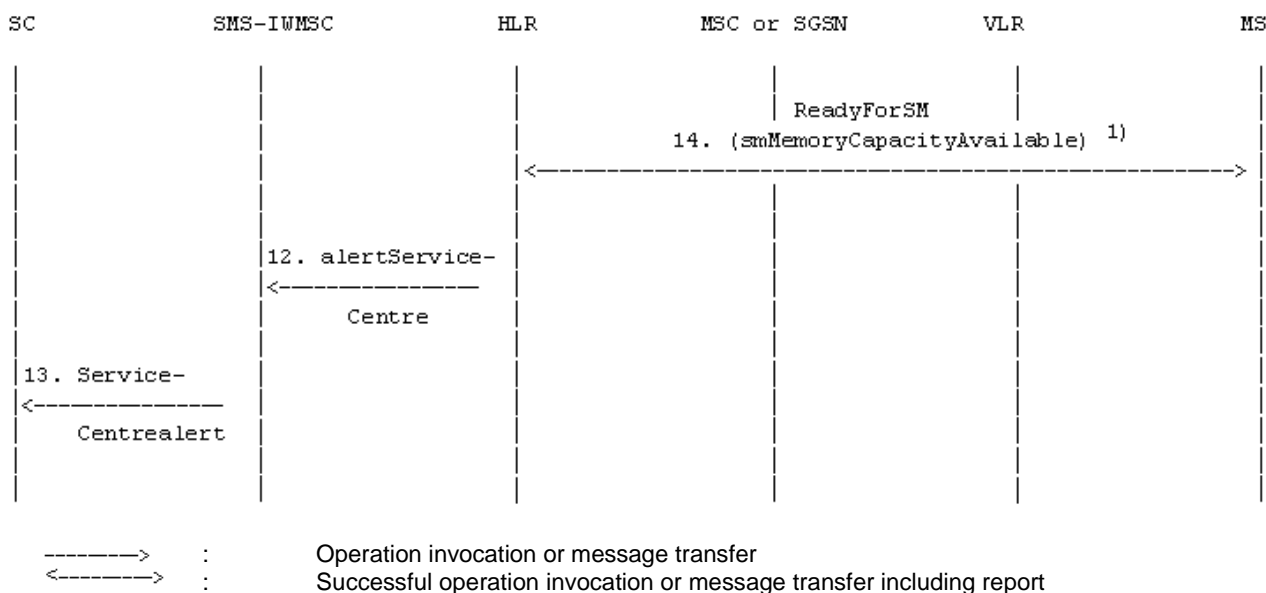 SC SMS-IWMSC HLR MSC or SGSN VLR MS
ReadyForSM
14. (smMemoryCapacityAvailable) 1)
12. alertService-
Centre
13. Service-
Centrealert
: Operation invocation or message transfer
: Successful operation invocation or message transfer including report